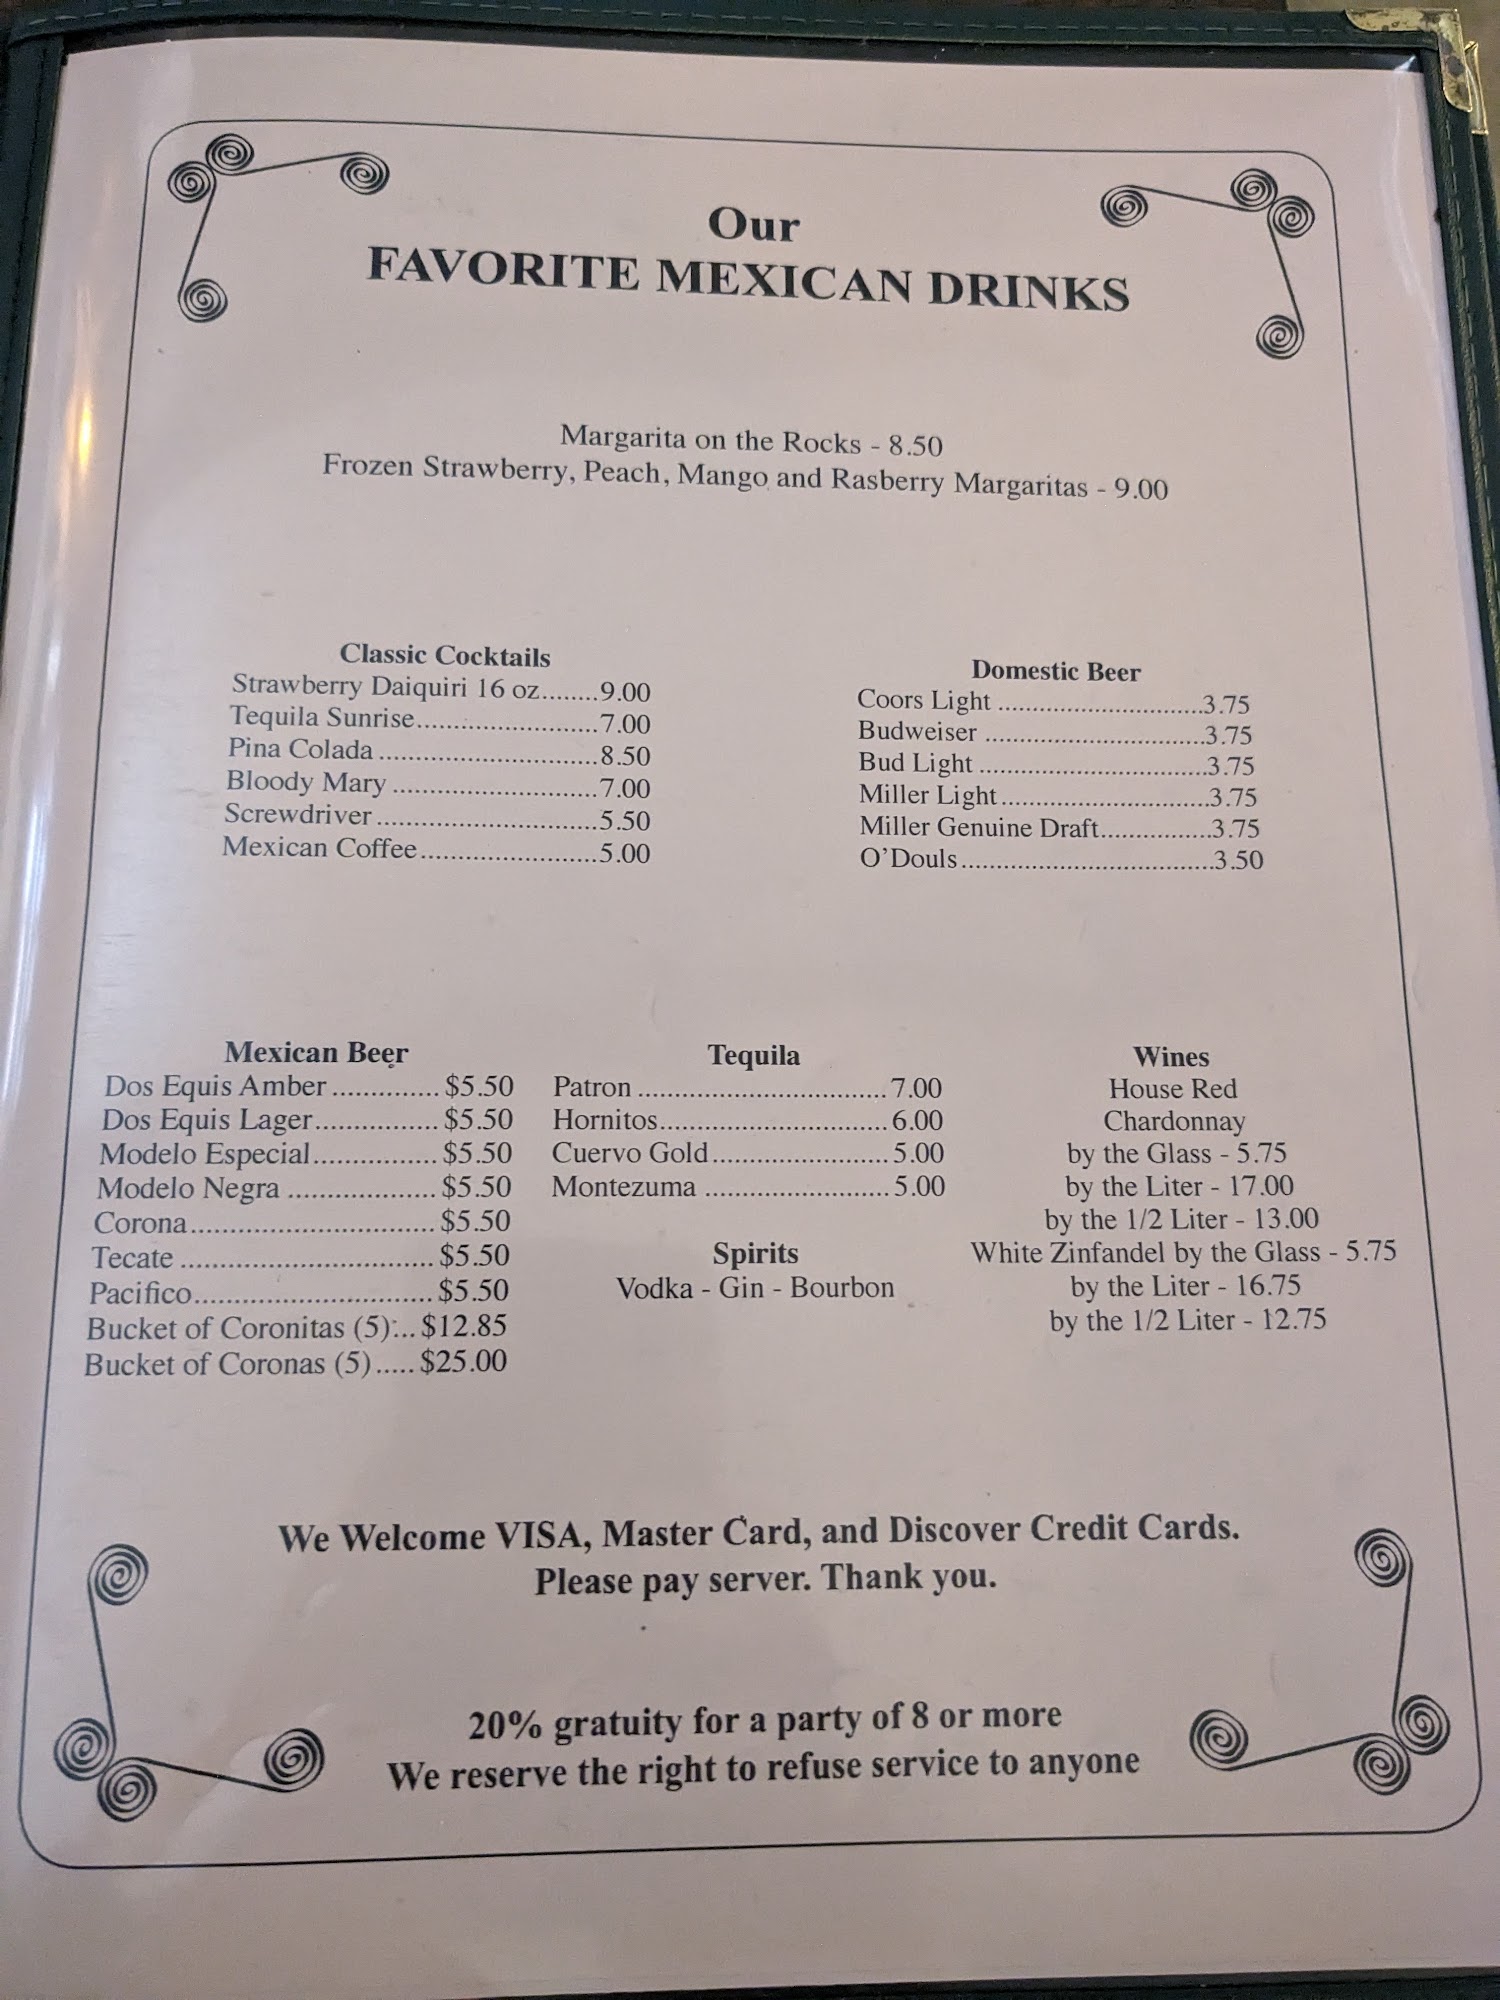 Our
FAVORITE MEXICAN DRINKS
Margarita on the Rocks - 8.50
Frozen Strawberry, Peach, Mango and Rasberry Margaritas - 9.00
Classic Cocktails
Strawberry Daiquiri 16 oz........9.00
Tequila Sunrise............................7.00
Pina Colada .................................8.50
Bloody Mary ...............................7.00
Screwdriver .................................5.50
Mexican Coffee...........................5.00
Domestic Beer
Coors Light ..............................3.75
Budweiser ................................3.75
Bud Light .................................3.75
Miller Light...............................3.75
Miller Genuine Draft................3.75
O'Douls.....................................3.50
Mexican Beer
Dos Equis Amber .............. $5.50
Dos Equis Lager................ $5.50
Modelo Especial................ $5.50
Modelo Negra ................... $5.50
Corona................................ $5.50
Tecate ................................. $5.50
Pacifico............................... $5.50
Bucket of Coronitas (5)... $12.85
Bucket of Coronas (5)..... $25.00
Tequila
Patron .................................. 7.00
Hornitos............................... 6.00
Cuervo Gold........................ 5.00
Montezuma ......................... 5.00
Spirits
Vodka - Gin - Bourbon
Wines
House Red
Chardonnay
by the Glass - 5.75
by the Liter - 17.00
by the 1/2 Liter - 13.00
White Zinfandel by the Glass - 5.75
by the Liter - 16.75
by the 1/2 Liter - 12.75
We Welcome VISA, Master Card, and Discover Credit Cards.
Please pay server. Thank you.
20% gratuity for a party of 8 or more
We reserve the right to refuse service to anyone